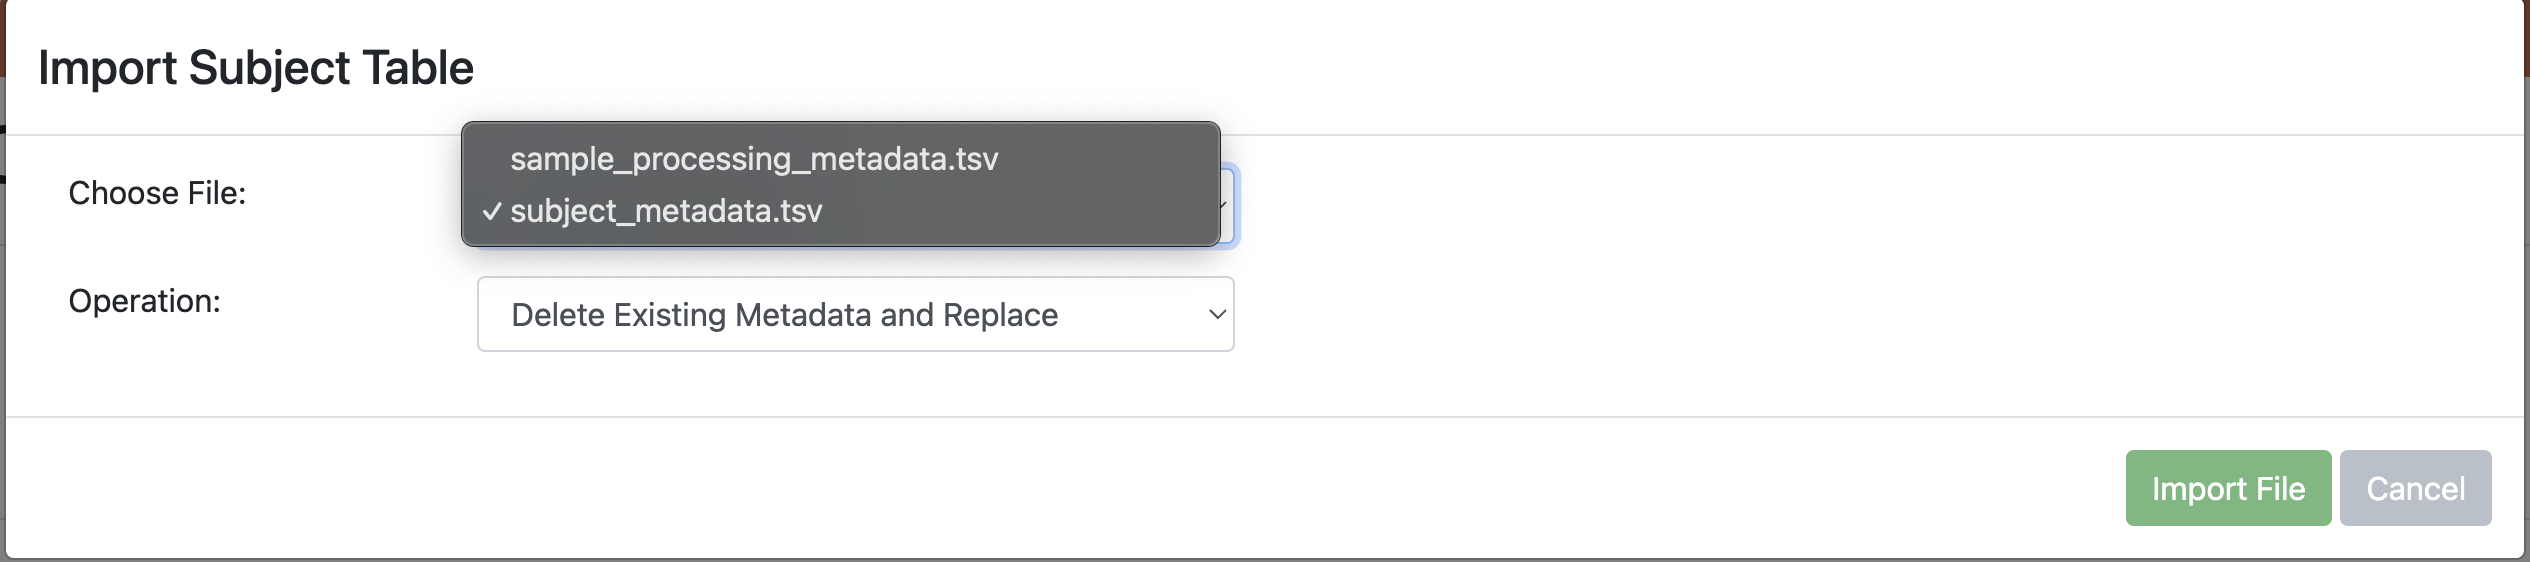 Import Subject Table
Choose File:
sample_processing_metadata.tsv
✓ subject_metadata.tsv
Operation:
Delete Existing Metadata and Replace
Import File
Cancel